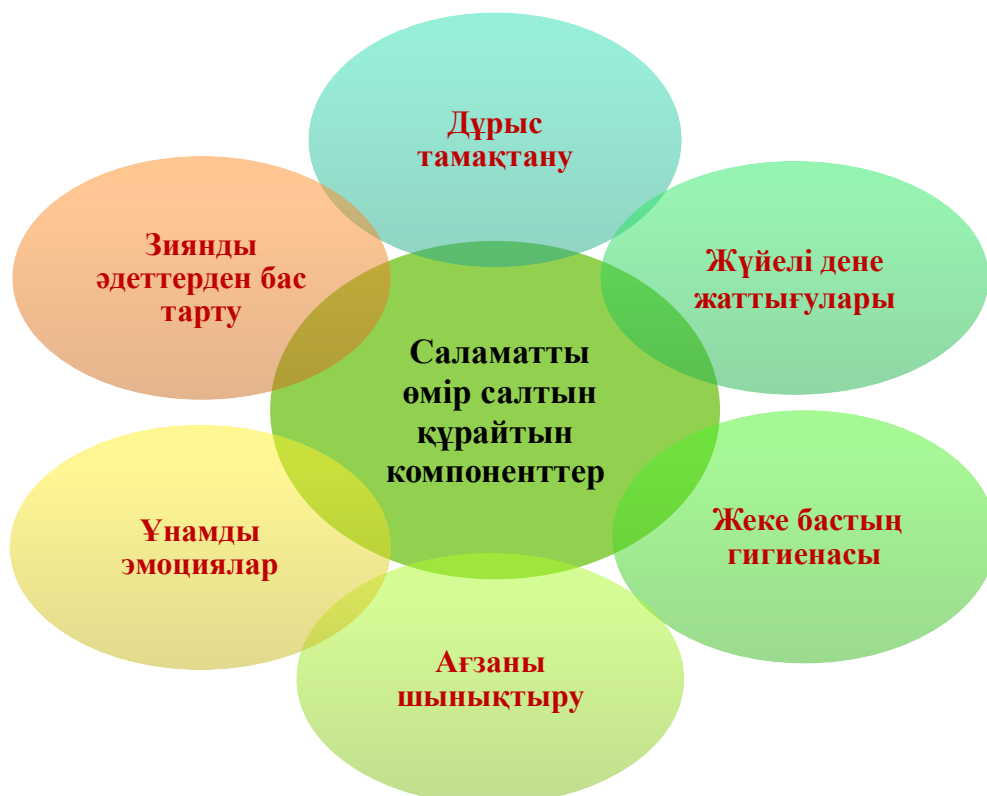 Дұрыс
тамақтану
Жүйелі дене
жаттығулары
Жеке бастың
гигиенасы
Ағзаны
шынықтыру
Ұнамды
эмоциялар
Зиянды
әдеттерден бас
тарту
Саламатты
өмір салтын
құрайтын
компоненттер